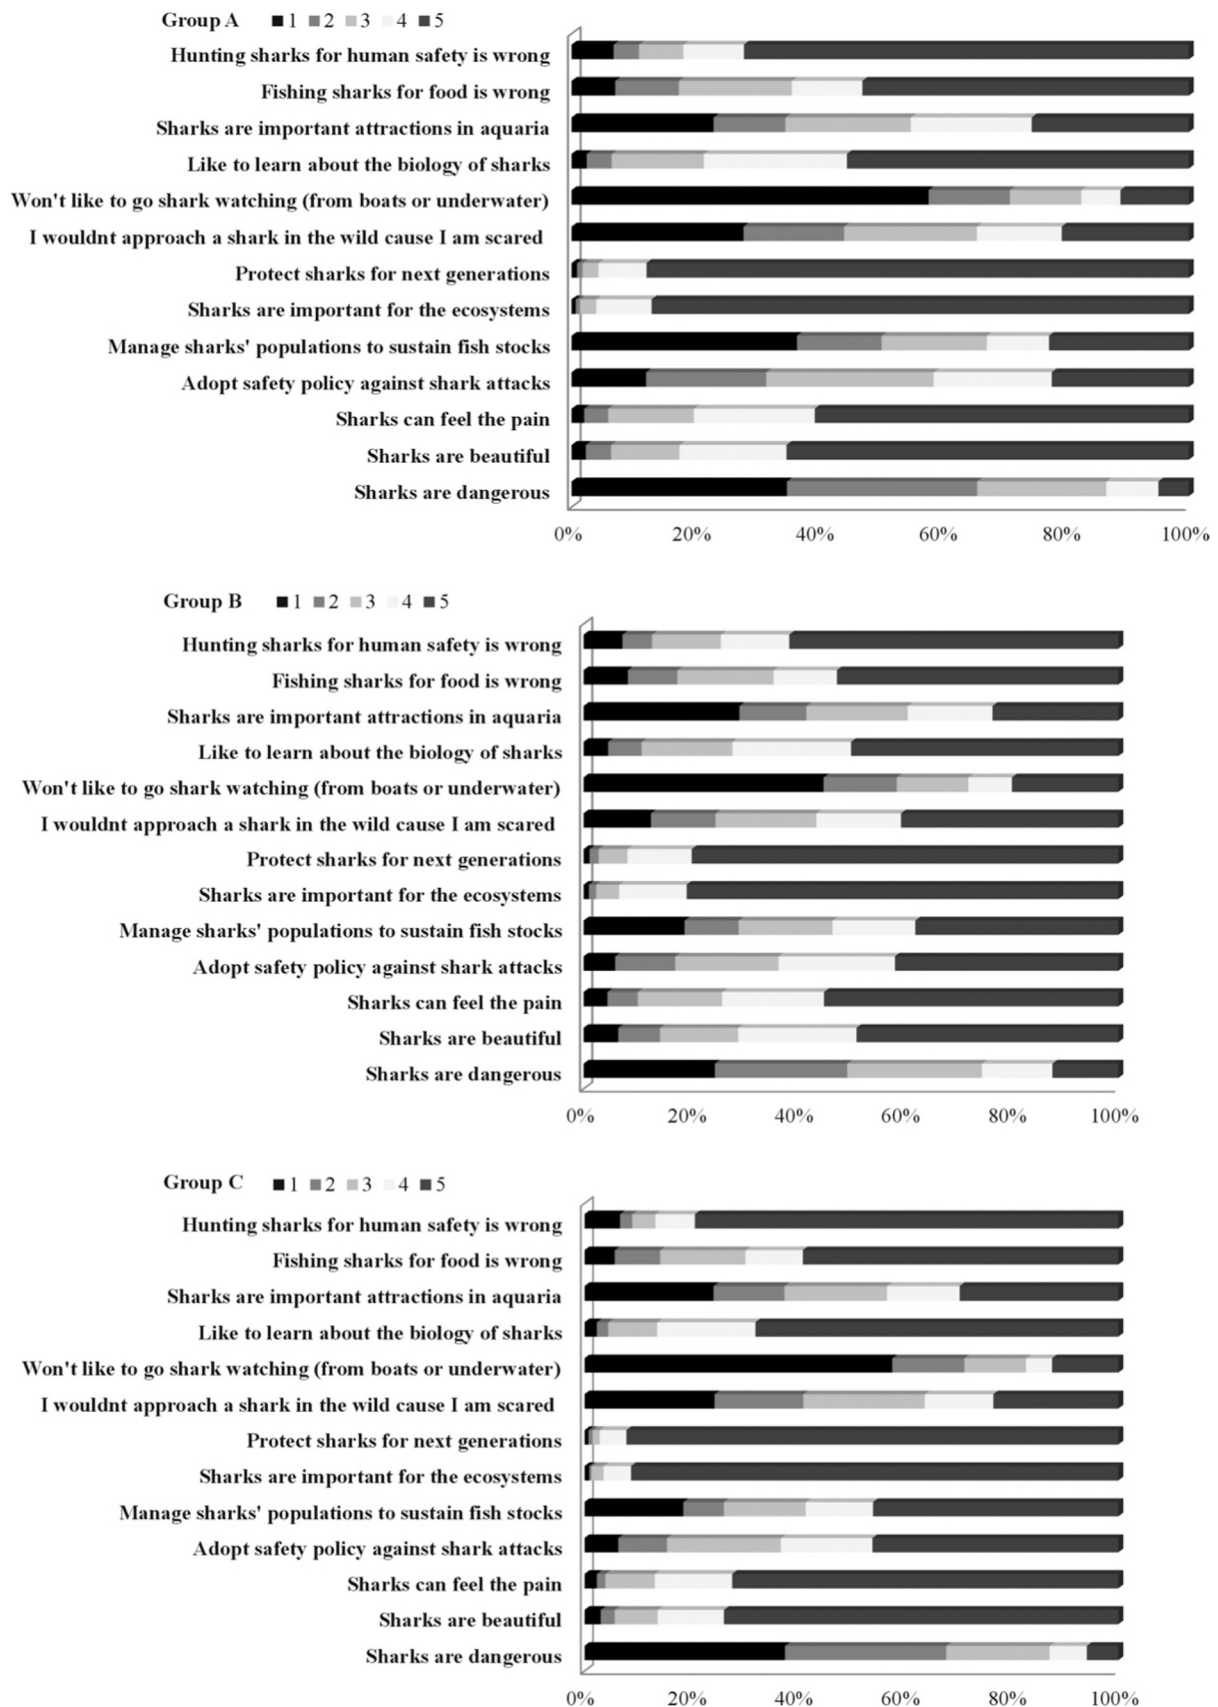 Group A 1 2 3 4 5
Hunting sharks for human safety is wrong
Fishing sharks for food is wrong
Sharks are important attractions in aquaria
Like to learn about the biology of sharks
Won't like to go shark watching (from boats or underwater)
I wouldnt approach a shark in the wild cause I am scared
Protect sharks for next generations
Sharks are important for the ecosystems
Manage sharks' populations to sustain fish stocks
Adopt safety policy against shark attacks
Sharks can feel the pain
Sharks are beautiful
Sharks are dangerous
0% 20% 40% 60% 80% 100%
Group B 1 2 3 4 5
Hunting sharks for human safety is wrong
Fishing sharks for food is wrong
Sharks are important attractions in aquaria
Like to learn about the biology of sharks
Won't like to go shark watching (from boats or underwater)
I wouldnt approach a shark in the wild cause I am scared
Protect sharks for next generations
Sharks are important for the ecosystems
Manage sharks' populations to sustain fish stocks
Adopt safety policy against shark attacks
Sharks can feel the pain
Sharks are beautiful
Sharks are dangerous
0% 20% 40% 60% 80% 100%
Group C 1 2 3 4 5
Hunting sharks for human safety is wrong
Fishing sharks for food is wrong
Sharks are important attractions in aquaria
Like to learn about the biology of sharks
Won't like to go shark watching (from boats or underwater)
I wouldnt approach a shark in the wild cause I am scared
Protect sharks for next generations
Sharks are important for the ecosystems
Manage sharks' populations to sustain fish stocks
Adopt safety policy against shark attacks
Sharks can feel the pain
Sharks are beautiful
Sharks are dangerous
0% 20% 40% 60% 80% 100%